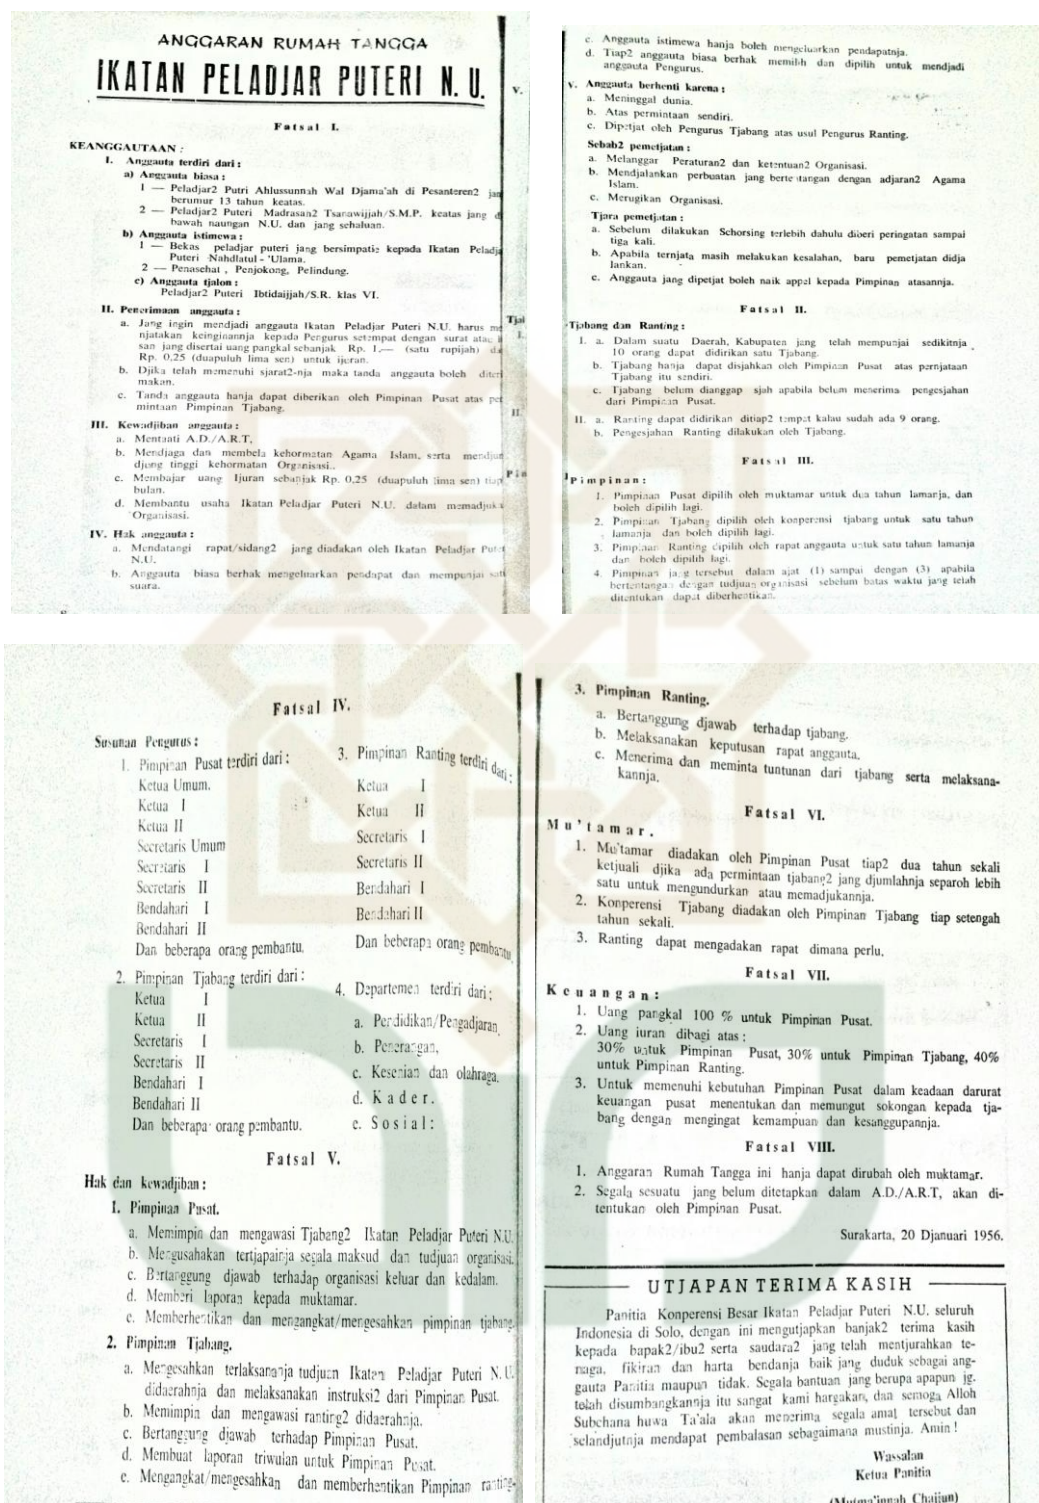 ANGGARAN RUMAH TANGGA
IKATAN PELADJAR PUTERI N. U.
Fatsal I.
KEANGGAUTAAN :
I. Anggauta terdiri dari :
a) Anggauta biasa :
1 — Peladjar2 Putri Ahlussunnah Wal Djama'ah di Pesanteren2 jan
berumur 13 tahun keatas.
2 — Peladjar2 Puteri Madrasan2 Tsanawijjah/S.M.P. keatas jang d
bawah naungan N.U. dan jang sehaluan.
b) Anggauta istimewa :
1 — Bekas peladjar puteri jang bersimpatie kepada Ikatan Peladja
Puteri Nahdlatul - 'Ulama.
2 — Penasehat , Penjokong, Pelindung.
c) Anggauta tjalon :
Peladjar2 Puteri Ibtidaijjah/S.R. klas VI.
II. Penerimaan anggauta :
a. Jang ingin mendjadi anggauta Ikatan Peladjar Puteri N.U. harus me
njatakan keinginannja kepada Pengurus setempat dengan surat atau li
san jang disertai uang pangkal sebanjak Rp. 1.— (satu rupijah) da
Rp. 0,25 (duapuluh lima sen) untuk ijuran.
b. Djika telah memenuhi sjarat2-nja maka tanda anggauta boleh diteri
makan.
c. Tanda anggauta hanja dapat diberikan oleh Pimpinan Pusat atas per
mintaan Pimpinan Tjabang.
III. Kewadjiban anggauta :
a. Mentaati A.D./A.R.T,
b. Mendjaga dan membela kehormatan Agama Islam, serta mendjun
djung tinggi kehormatan Organisasi..
c. Membajar uang Ijuran sebanjak Rp. 0,25 (duapuluh lima sen) tiap
bulan.
d. Membantu usaha Ikatan Peladjar Puteri N.U. dalam memadjuka
Organisasi.
IV. Hak anggauta :
a. Mendatangi rapat/sidang2 jang diadakan oleh Ikatan Peladjar Puter
N.U.
b. Anggauta biasa berhak mengeluarkan pendapat dan mempunjai satu
suara.
V.
Tjal
I.
II.
Pim
c. Anggauta istimewa hanja boleh mengeluarkan pendapatnja.
d. Tiap2 anggauta biasa berhak memilih dan dipilih untuk mendjadi
anggauta Pengurus.
V. Anggauta berhenti karena :
a. Meninggal dunia.
b. Atas permintaan sendiri.
c. Dipetjat oleh Pengurus Tjabang atas usul Pengurus Ranting.
Sebab2 pemetjatan :
a. Melanggar Peraturan2 dan ketentuan2 Organisasi.
b. Mendjalankan perbuatan jang bertentangan dengan adjaran2 Agama
Islam.
c. Merugikan Organisasi.
Tjara pemetjatan :
a. Sebelum dilakukan Schorsing terlebih dahulu diberi peringatan sampai
tiga kali.
b. Apabila ternjata masih melakukan kesalahan, baru pemetjatan didja
lankan.
c. Anggauta jang dipetjat boleh naik appel kepada Pimpinan atasannja.
Fatsal II.
Tjabang dan Ranting :
I. a. Dalam suatu Daerah, Kabupaten jang telah mempunjai sedikitnja
10 orang dapat didirikan satu Tjabang.
b. Tjabang hanja dapat disjahkan oleh Pimpinan Pusat atas pernjataan
Tjabang itu sendiri.
c. Tjabang belum dianggap sjah apabila belum menerima pengesjahan
dari Pimpinan Pusat.
II. a. Ranting dapat didirikan ditiap2 tempat kalau sudah ada 9 orang.
b. Pengesjahan Ranting dilakukan oleh Tjabang.
Fatsal III.
Pimpinan :
1. Pimpinan Pusat dipilih oleh muktamar untuk dua tahun lamanja, dan
boleh dipilih lagi.
2. Pimpinan Tjabang dipilih oleh konperensi tjabang untuk satu tahun
lamanja dan boleh dipilih lagi.
3. Pimpinan Ranting dipilih oleh rapat anggauta untuk satu tahun lamanja
dan boleh dipilih lagi.
4. Pimpinan jang tersebut dalam ajat (1) sampai dengan (3) apabila
bertentangan dengan tudjuan organisasi sebelum batas waktu jang telah
ditentukan dapat diberhentikan.
Fatsal IV.
Susunan Pengurus :
1. Pimpinan Pusat terdiri dari :
Ketua Umum.
Ketua I
Ketua II
Secretaris Umum
Secretaris I
Secretaris II
Bendahari I
Bendahari II
Dan beberapa orang pembantu.
2. Pimpinan Tjabang terdiri dari :
Ketua I
Ketua II
Secretaris I
Secretaris II
Bendahari I
Bendahari II
Dan beberapa orang pembantu.
3. Pimpinan Ranting terdiri dari :
Ketua I
Ketua II
Secretaris I
Secretaris II
Bendahari I
Bendahari II
Dan beberapa orang pembantu
4. Departemen terdiri dari :
a. Pendidikan/Pengadjaran
b. Penerangan,
c. Kesenian dan olahraga.
d. Kader.
e. Sosial :
Fatsal V.
Hak dan kewadjiban :
1. Pimpinan Pusat.
a. Memimpin dan mengawasi Tjabang2 Ikatan Peladjar Puteri N.U.
b. Mengusahakan tertjapainja segala maksud dan tudjuan organisasi.
c. Bertanggung djawab terhadap organisasi keluar dan kedalam.
d. Memberi laporan kepada muktamar.
e. Memberhentikan dan mengangkat/mengesahkan pimpinan tjabang.
2. Pimpinan Tjabang.
a. Mengesahkan terlaksananja tudjuan Ikatan Peladjar Puteri N.U.
didaerahnja dan melaksanakan instruksi2 dari Pimpinan Pusat.
b. Memimpin dan mengawasi ranting2 didaerahnja.
c. Bertanggung djawab terhadap Pimpinan Pusat.
d. Membuat laporan triwulan untuk Pimpinan Pusat.
e. Mengangkat/mengesahkan dan memberhentikan Pimpinan ranting-
3. Pimpinan Ranting.
a. Bertanggung djawab terhadap tjabang.
b. Melaksanakan keputusan rapat anggauta.
c. Menerima dan meminta tuntunan dari tjabang serta melaksana-
kannja.
Fatsal VI.
Mu'tamar.
1. Mu'tamar diadakan oleh Pimpinan Pusat tiap2 dua tahun sekali
ketjuali djika ada permintaan tjabang2 jang djumlahnja separoh lebih
satu untuk mengundurkan atau memadjukannja.
2. Konperensi Tjabang diadakan oleh Pimpinan Tjabang tiap setengah
tahun sekali.
3. Ranting dapat mengadakan rapat dimana perlu.
Fatsal VII.
Keuangan :
1. Uang pangkal 100 % untuk Pimpinan Pusat.
2. Uang iuran dibagi atas :
30% untuk Pimpinan Pusat, 30% untuk Pimpinan Tjabang, 40%
untuk Pimpinan Ranting.
3. Untuk memenuhi kebutuhan Pimpinan Pusat dalam keadaan darurat
keuangan pusat menentukan dan memungut sokongan kepada tja-
bang dengan mengingat kemampuan dan kesanggupannja.
Fatsal VIII.
1. Anggaran Rumah Tangga ini hanja dapat dirubah oleh muktamar.
2. Segala sesuatu jang belum ditetapkan dalam A.D./A.R.T, akan di-
tentukan oleh Pimpinan Pusat.
Surakarta, 20 Djanuari 1956.
UTJAPAN TERIMA KASIH
Panitia Konperensi Besar Ikatan Peladjar Puteri N.U. seluruh
Indonesia di Solo, dengan ini mengutjapkan banjak2 terima kasih
kepada bapak2/ibu2 serta saudara2 jang telah mentjurahkan te-
naga, fikiran dan harta bendanja baik jang duduk sebagai ang-
gauta Panitia maupun tidak. Segala bantuan jang berupa apapun jg.
telah disumbangkannja itu sangat kami hargakan, dan semoga Alloh
Subchana huwa Ta'ala akan menerima segala amal tersebut dan
selandjutnja mendapat pembalasan sebagaimana mustinja. Amin !
Wassalan
Ketua Panitia
(Mutma'innah Chajjun)